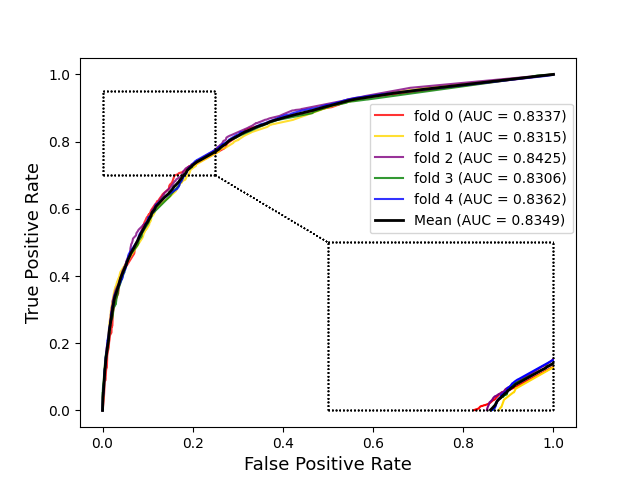 1.0
0.8
0.6
0.4
0.2
0.0
True Positive Rate
fold 0 (AUC = 0.8337)
fold 1 (AUC = 0.8315)
fold 2 (AUC = 0.8425)
fold 3 (AUC = 0.8306)
fold 4 (AUC = 0.8362)
Mean (AUC = 0.8349)
0.0 0.2 0.4 0.6 0.8 1.0
False Positive Rate